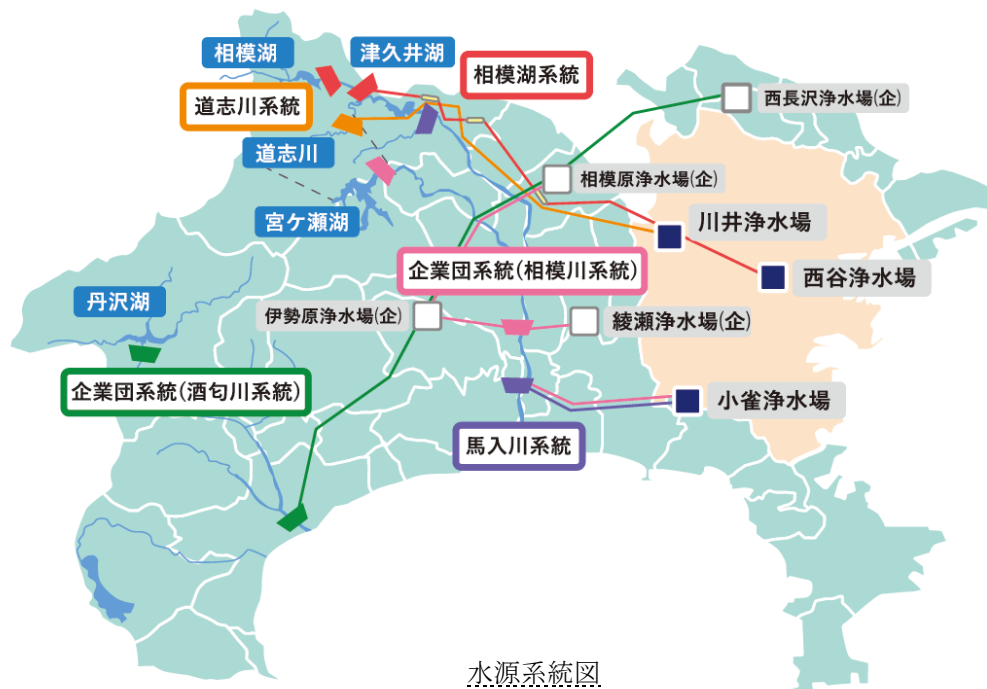 相模湖
津久井湖
相模湖系統
西長沢浄水場(企)
道志川系統
道志川
相模原浄水場(企)
宮ケ瀬湖
川井浄水場
企業団系統(相模川系統)
西谷浄水場
丹沢湖
伊勢原浄水場(企)
綾瀬浄水場(企)
企業団系統(酒匂川系統)
小雀浄水場
馬入川系統
水源系統図